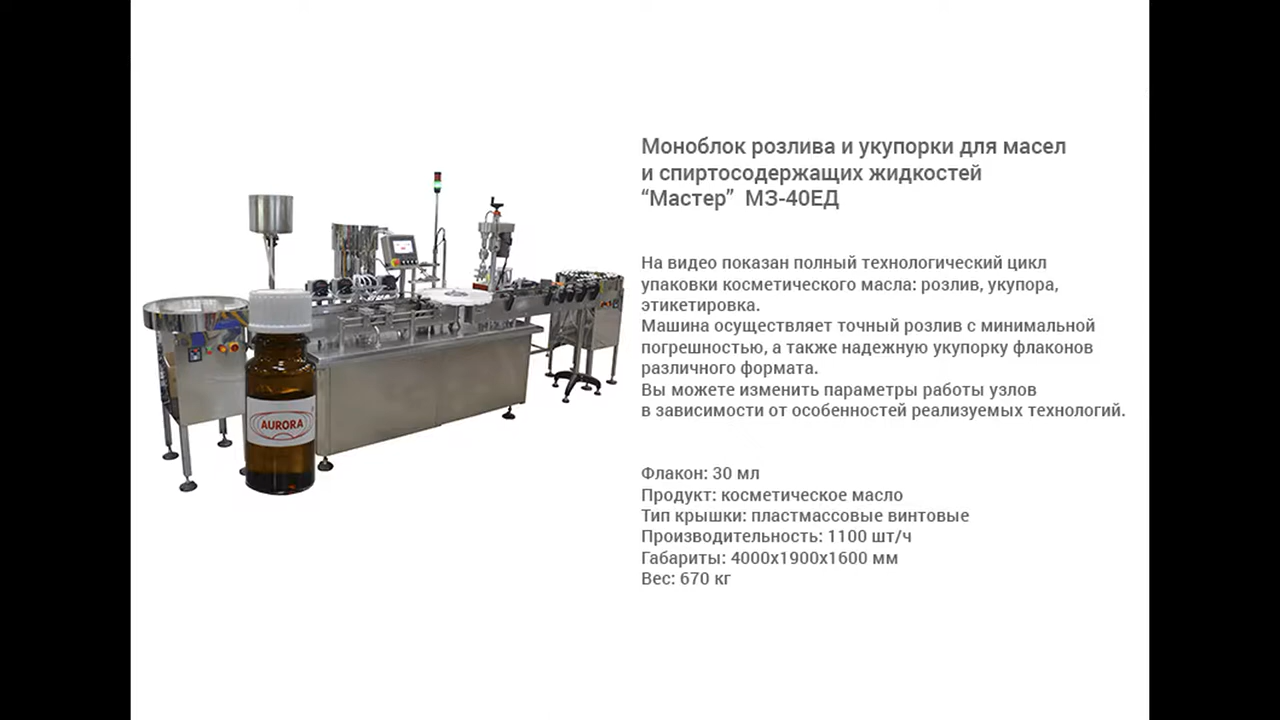 Моноблок розлива и укупорки для масел
и спиртосодержащих жидкостей
“Мастер” МЗ-40ЕД
На видео показан полный технологический цикл
упаковки косметического масла: розлив, укупора,
этикетировка.
Машина осуществляет точный розлив с минимальной
погрешностью, а также надежную укупорку флаконов
различного формата.
Вы можете изменить параметры работы узлов
в зависимости от особенностей реализуемых технологий.
Флакон: 30 мл
Продукт: косметическое масло
Тип крышки: пластмассовые винтовые
Производительность: 1100 шт/ч
Габариты: 4000х1900х1600 мм
Вес: 670 кг
AURORA